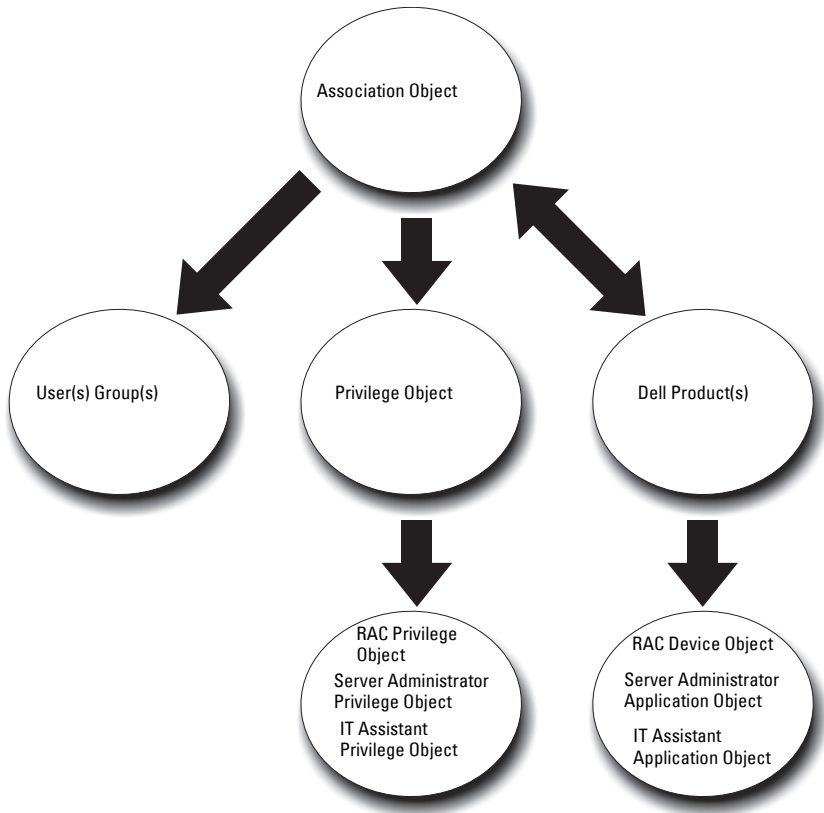 Association Object
User(s) Group(s)
Privilege Object
Dell Product(s)
RAC Privilege
Object
Server Administrator
Privilege Object
IT Assistant
Privilege Object
RAC Device Object
Server Administrator
Application Object
IT Assistant
Application Object